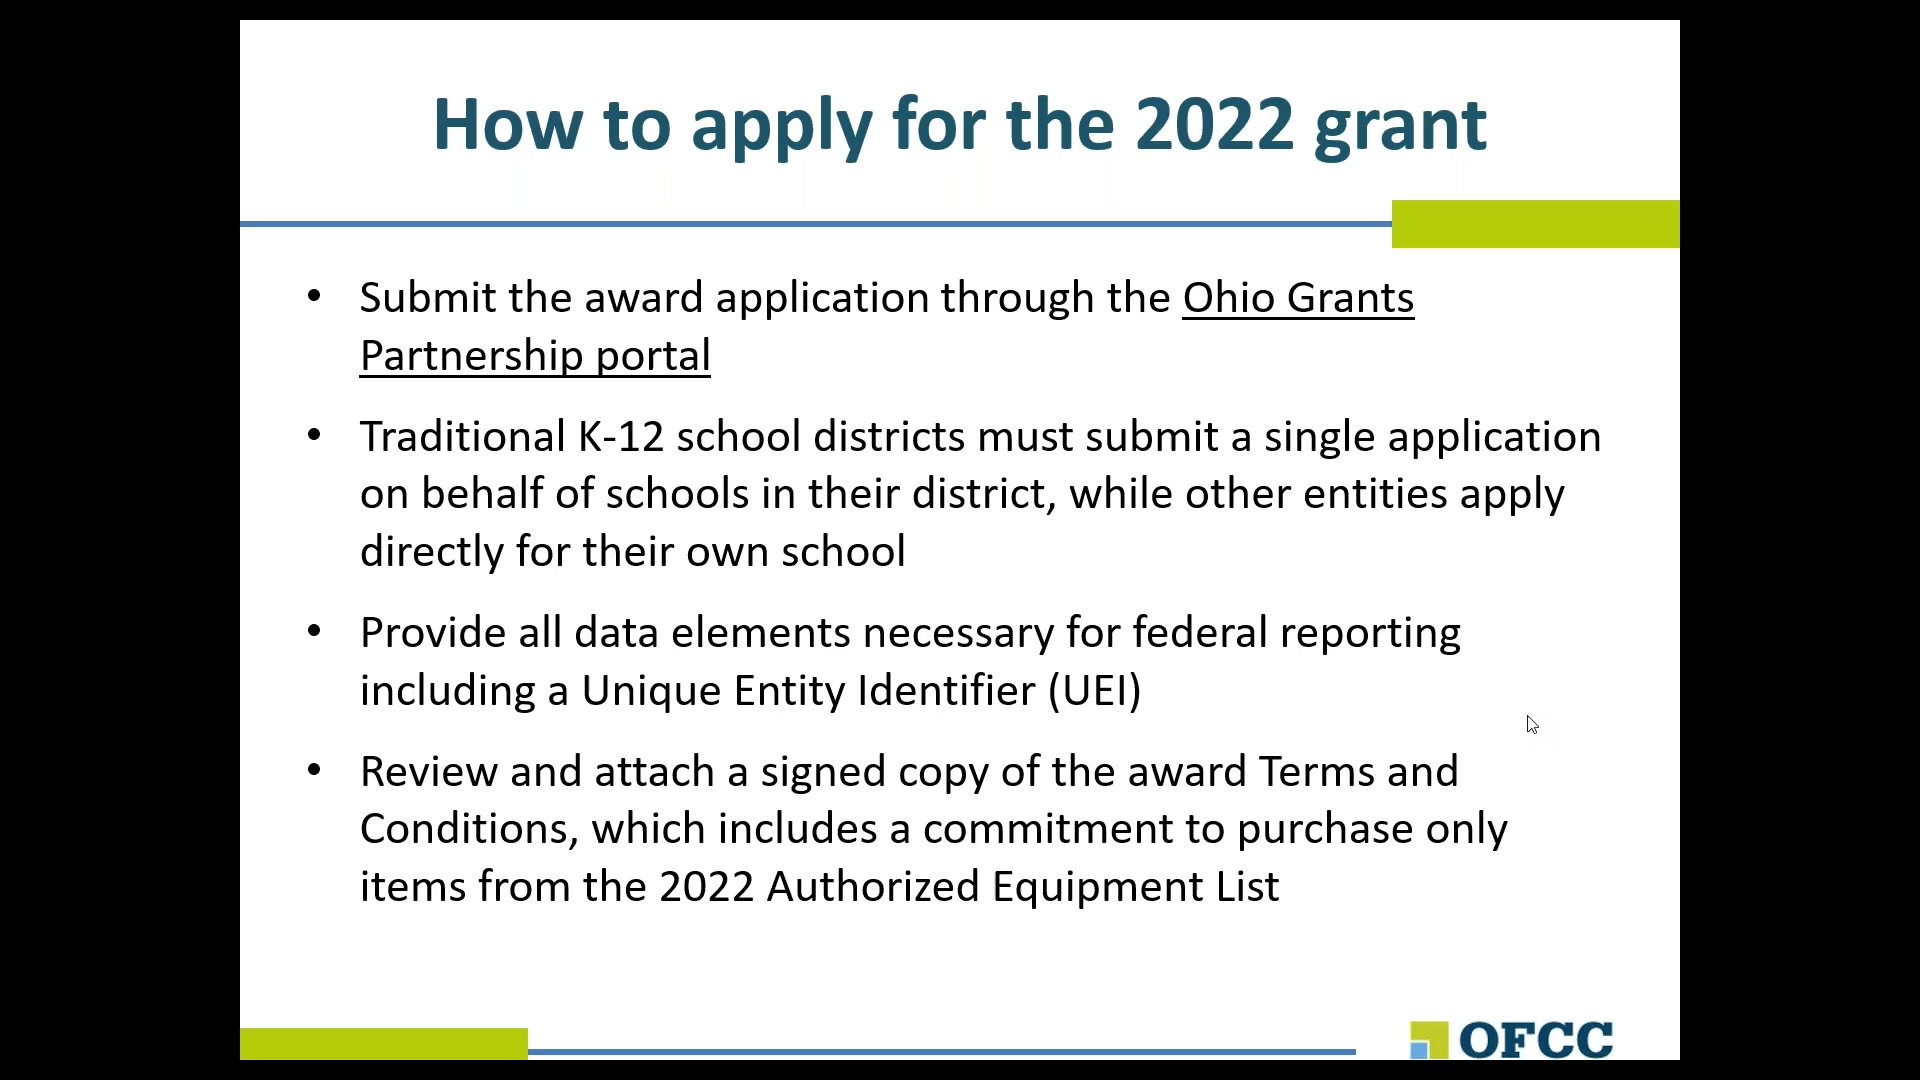 How to apply for the 2022 grant
• Submit the award application through the Ohio Grants
Partnership portal
• Traditional K-12 school districts must submit a single application
on behalf of schools in their district, while other entities apply
directly for their own school
• Provide all data elements necessary for federal reporting
including a Unique Entity Identifier (UEI)
• Review and attach a signed copy of the award Terms and
Conditions, which includes a commitment to purchase only
items from the 2022 Authorized Equipment List
OFCC